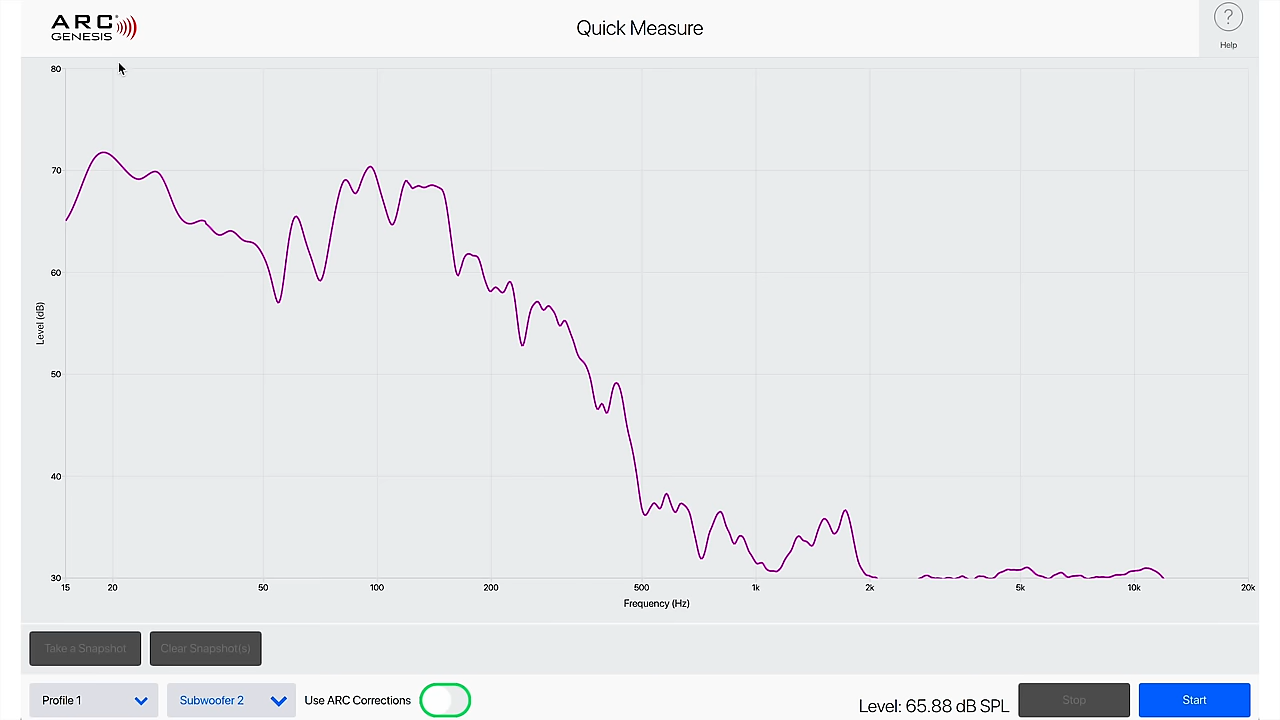 ARC
GENESIS
Quick Measure
?
Help
80
70
60
50
40
30
Level (dB)
15 20 50 100 200 500 1k 2k 5k 10k 20k
Frequency (Hz)
Take a Snapshot Clear Snapshot(s)
Profile 1 Subwoofer 2 Use ARC Corrections Level: 65.88 dB SPL Stop Start